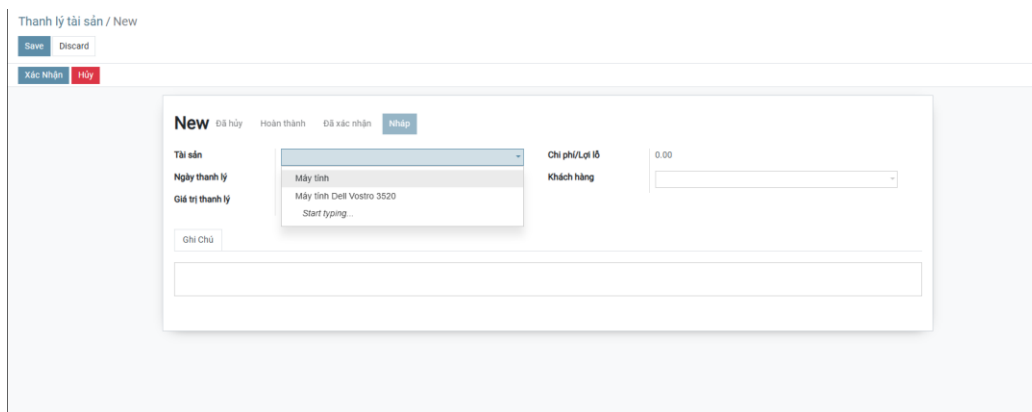 Thanh lý tài sản / New
Save Discard
Xác Nhận Hủy
New Đã hủy Hoàn thành Đã xác nhận Nháp
Tài sản Chi phí/Lợi lỗ 0.00
Ngày thanh lý Máy tính Khách hàng
Giá trị thanh lý Máy tính Dell Vostro 3520
Start typing...
Ghi Chú